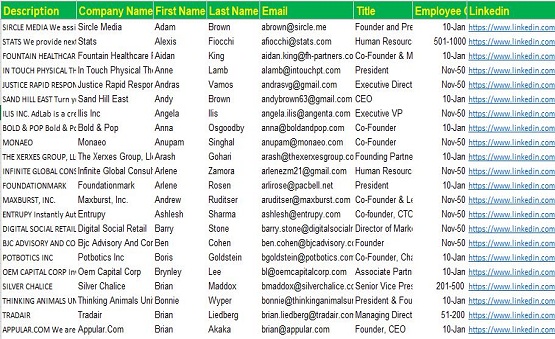 Description Company Name First Name Last Name Email Title Employee Linkedin
SIRCLE MEDIA We assi Sircle Media Adam Brown abrown@sircle.me Founder and Pre 10-Jan https://www.linkedin.com
STATS We provide nex Stats Alexis Fiocchi afiocchi@stats.com Human Resourc 501-1000 https://www.linkedin.com
FOUNTAIN HEALTHCAR Fountain Healthcare F Aidan King aidan.king@fh-partners.co Co-Founder & M 10-Jan https://www.linkedin.com
IN TOUCH PHYSICAL TH In Touch Physical The Anne Lamb alamb@intouchpt.com President Nov-50 https://www.linkedin.com
JUSTICE RAPID RESPON Justice Rapid Respor Andras Vamos andrasvg@gmail.com Executive Direct Nov-50 https://www.linkedin.com
SAND HILL EAST Turn y Sand Hill East Andy Brown andybrown63@gmail.com CEO 10-Jan https://www.linkedin.com
ILIS INC. AdLab is a cre Ilis Inc Angela Ilis angela.ilis@angenta.com Executive VP Nov-50 https://www.linkedin.com
BOLD & POP Bold & Pc Bold & Pop Anna Osgoodby anna@boldandpop.com Co-Founder 10-Jan https://www.linkedin.com
MONAEO Monaeo Anupam Singhal anupam@monaeo.com Co-Founder Nov-50 https://www.linkedin.com
THE XERXES GROUP, LL The Xerxes Group, Ll Arash Gohari arash@thexerxesgroup.co Founding Partne 10-Jan https://www.linkedin.com
INFINITE GLOBAL CONS Infinite Global Consul Arlene Zamora arlenezm21@gmail.com Human Resourc Nov-50 https://www.linkedin.com
FOUNDATIONMARK Foundationmark Arlene Rosen arlirose@pacbell.net President 10-Jan https://www.linkedin.com
MAXBURST, INC. Maxburst, Inc. Andrew Ruditser aruditser@maxburst.com Co-Founder & Le Nov-50 https://www.linkedin.com
ENTRUPY Instantly Aut Entrupy Ashlesh Sharma ashlesh@entrupy.com Co-founder, CTC Nov-50 https://www.linkedin.com
DIGITAL SOCIAL RETAIL Digital Social Retail Barry Stone barry.stone@digitalsocialr Director of Marke Nov-50 https://www.linkedin.com
BJC ADVISORY AND CO Bjc Advisory And Cor Ben Cohen ben.cohen@bjcadvisory.cc Founder Nov-50 https://www.linkedin.com
POTBOTICS INC Potbotics Inc Boris Goldstein bgoldstein@potbotics.com Co-Founder, Cha 10-Jan https://www.linkedin.com
OEM CAPITAL CORP In Oem Capital Corp Brynley Lee bl@oemcapitalcorp.com Associate Partn 10-Jan https://www.linkedin.com
SILVER CHALICE Silver Chalice Brian Maddox bmaddox@silverchalice.cc Senior Vice Pres 201-500 https://www.linkedin.com
THINKING ANIMALS UN Thinking Animals Unit Bonnie Wyper bonnie@thinkinganimalsur President & Fou 10-Jan https://www.linkedin.com
TRADAIR Tradair Brian Liedberg brian.liedberg@tradair.con Managing Direct 51-200 https://www.linkedin.com
APPULAR.COM We are Appular.Com Brian Akaka brian@appular.com Founder, CEO 10-Jan https://www.linkedin.com